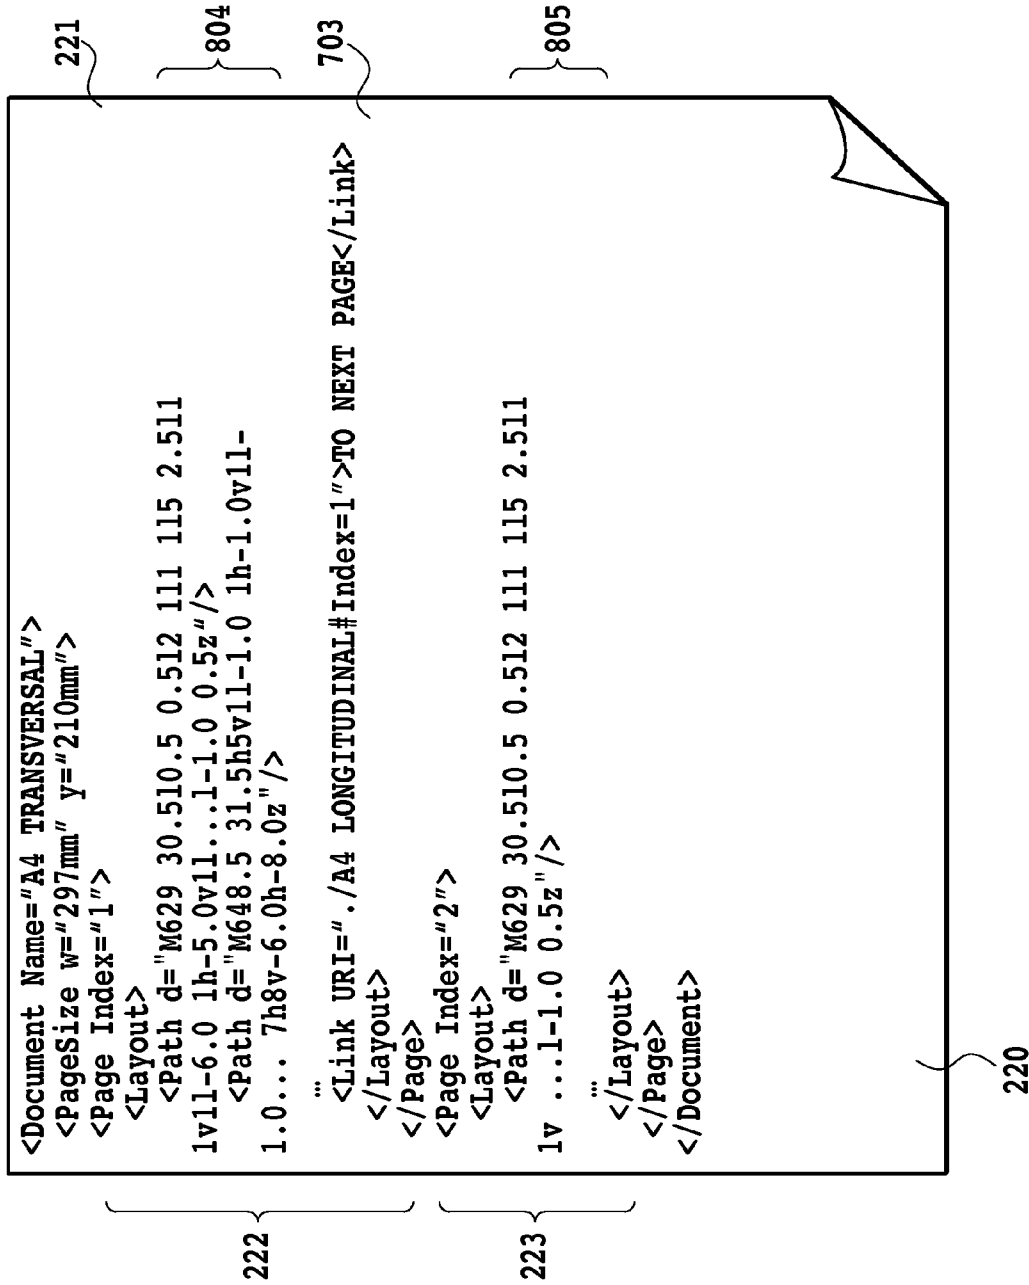 <Document Name="A4 TRANSVERSAL">
<PageSize w="297mm" y="210mm">
<Page Index="1">
<Layout>
<Path d="M629 30.510.5 0.512 111 115 2.511
1v11-6.0 1h-5.0v11...1-1.0 0.5z"/>
<Path d="M648.5 31.5h5v11-1.0 1h-1.0v11-
1.0... 7h8v-6.0h-8.0z"/>
...
<Link URI="./A4 LONGITUDINAL#Index=1">TO NEXT PAGE</Link>
</Layout>
</Page>
<Page Index="2">
<Layout>
<Path d="M629 30.510.5 0.512 111 115 2.511
1v ...1-1.0 0.5z"/>
...
</Layout>
</Page>
</Document>
221
804
703
805
222
223
220